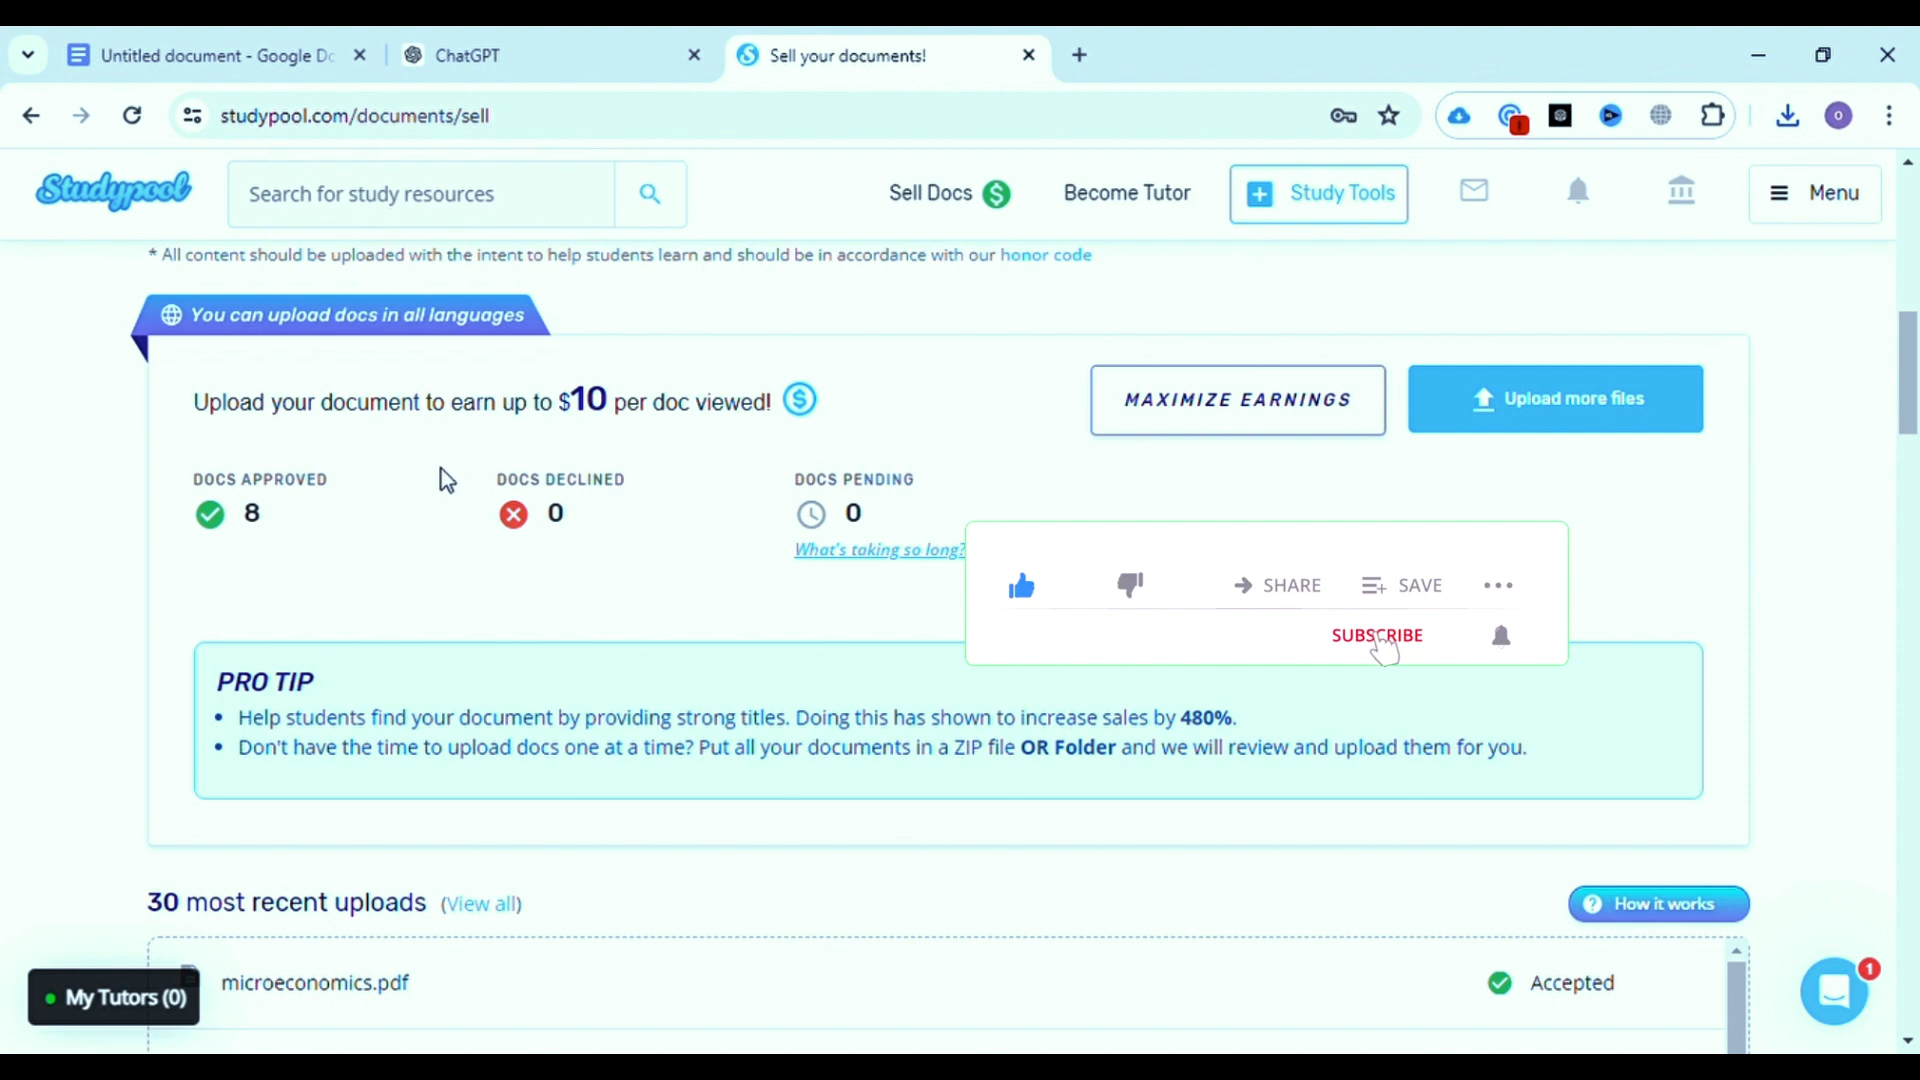 Untitled document - Google Dc
ChatGPT
Sell your documents!
studypool.com/documents/sell
O
Studypool
Search for study resources
Sell Docs $
Become Tutor
Study Tools
Menu
* All content should be uploaded with the intent to help students learn and should be in accordance with our honor code
You can upload docs in all languages
Upload your document to earn up to $10 per doc viewed!
MAXIMIZE EARNINGS
Upload more files
DOCS APPROVED
8
DOCS DECLINED
0
DOCS PENDING
0
What's taking so long?
SHARE
SAVE
SUBSCRIBE
PRO TIP
• Help students find your document by providing strong titles. Doing this has shown to increase sales by 480%.
• Don't have the time to upload docs one at a time? Put all your documents in a ZIP file OR Folder and we will review and upload them for you.
30 most recent uploads (View all)
How it works
microeconomics.pdf
Accepted
My Tutors (0)
1